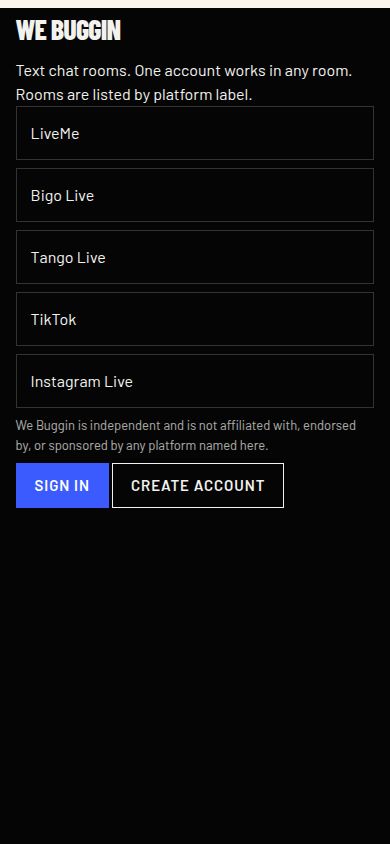 WE BUGGIN
Text chat rooms. One account works in any room.
Rooms are listed by platform label.
LiveMe
Bigo Live
Tango Live
TikTok
Instagram Live
We Buggin is independent and is not affiliated with, endorsed
by, or sponsored by any platform named here.
SIGN IN
CREATE ACCOUNT